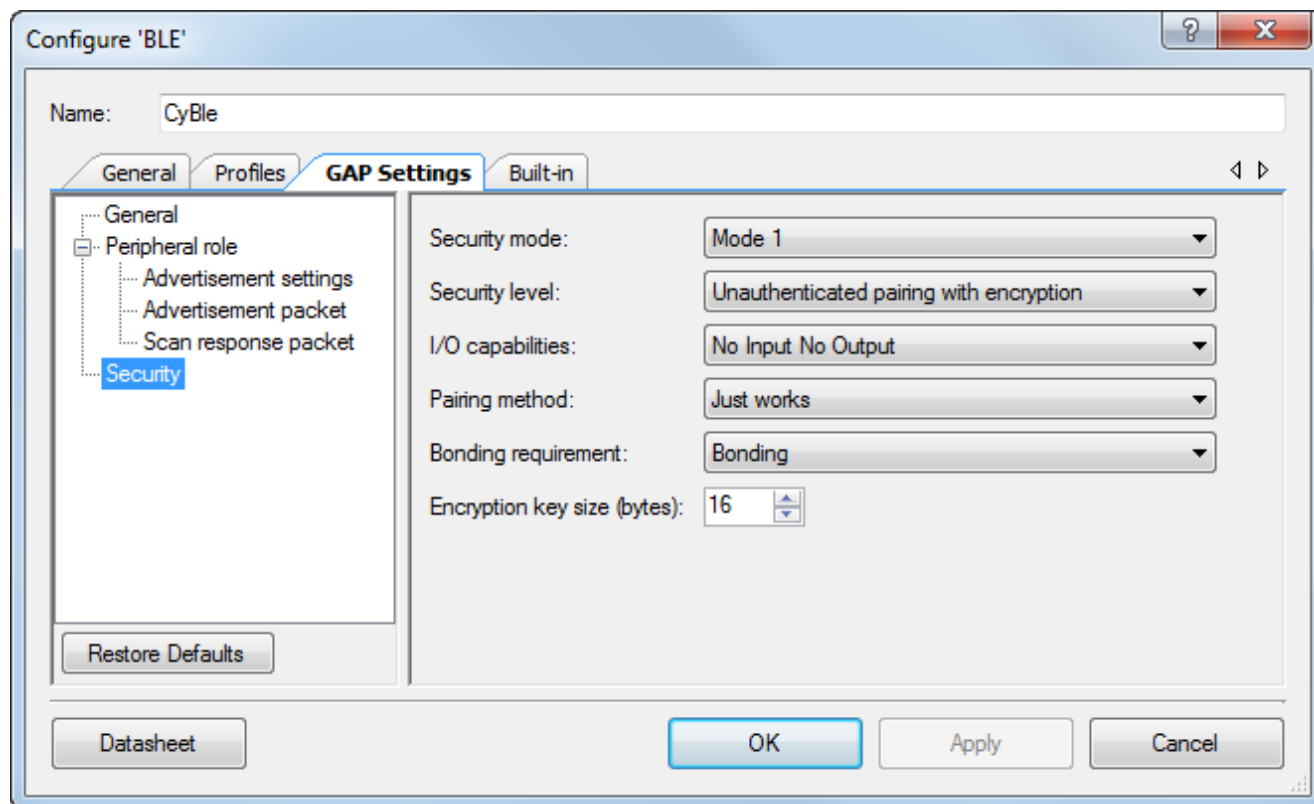 Configure 'BLE'
Name: CyBle
General Profiles GAP Settings Built-in
General
Peripheral role
Advertisement settings
Advertisement packet
Scan response packet
Security
Restore Defaults
Security mode: Mode 1
Security level: Unauthenticated pairing with encryption
I/O capabilities: No Input No Output
Pairing method: Just works
Bonding requirement: Bonding
Encryption key size (bytes): 16
Datasheet OK Apply Cancel